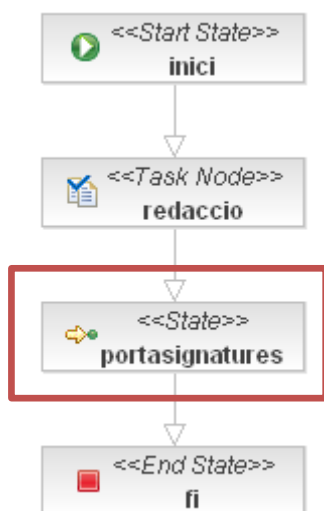 <<Start State>>
inici
<<Task Node>>
redaccio
<<State>>
portasignatures
<<End State>>
fi